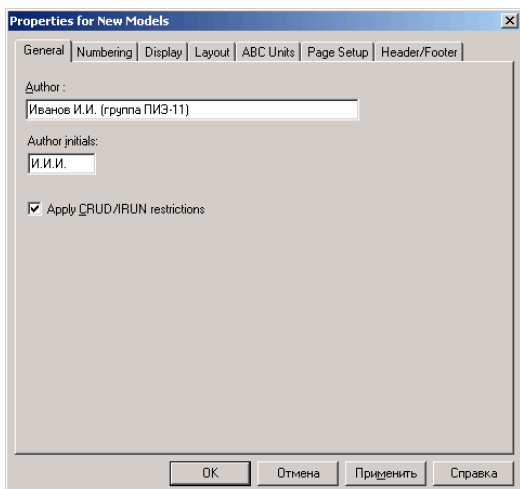 Properties for New Models
General Numbering Display Layout ABC Units Page Setup Header/Footer
Author :
Иванов И.И. (группа ПИЭ-11)
Author initials:
И.И.И.
Apply CRUD/IRUN restrictions
OK Отмена Применить Справка